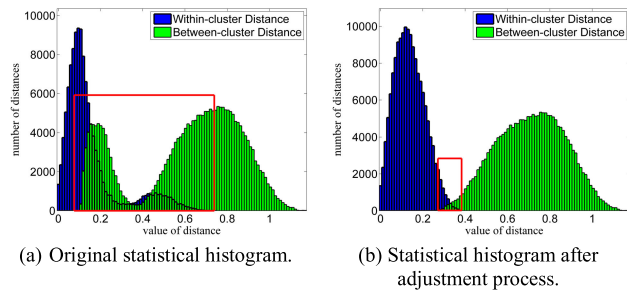 Within-cluster Distance
Between-cluster Distance
number of distances
10000
8000
6000
4000
2000
0
0 0.2 0.4 0.6 0.8 1
value of distance
(a) Original statistical histogram.
Within-cluster Distance
Between-cluster Distance
number of distances
10000
8000
6000
4000
2000
0
0 0.2 0.4 0.6 0.8 1
value of distance
(b) Statistical histogram after
adjustment process.